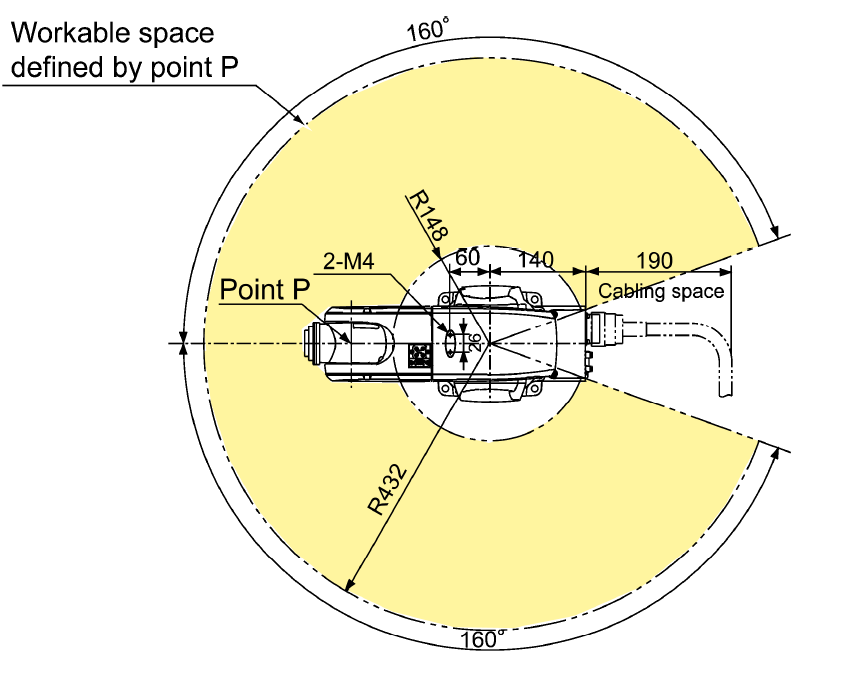 Workable space
defined by point P
160°
R148
60
140
190
2-M4
Cabling space
Point P
26
R432
160°